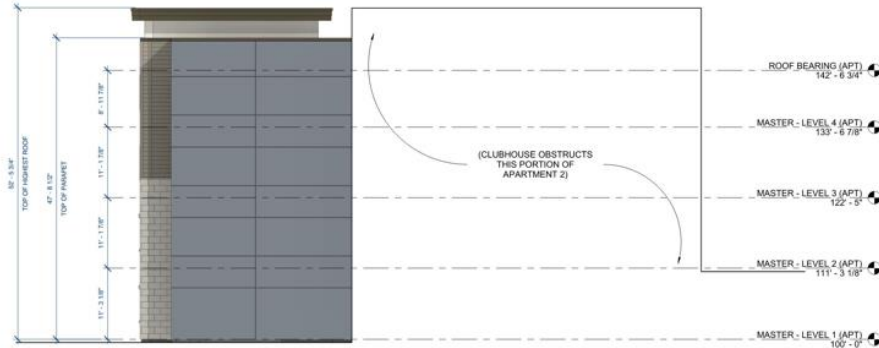 52' - 5 3/4"
TOP OF HIGHEST ROOF
47' - 8 1/2"
TOP OF PARAPET
8' - 11 7/8"
11' - 1 7/8"
11' - 1 7/8"
11' - 3 1/8"
(CLUBHOUSE OBSTRUCTS
THIS PORTION OF
APARTMENT 2)
ROOF BEARING (APT)
142' - 6 3/4"
MASTER - LEVEL 4 (APT)
133' - 6 7/8"
MASTER - LEVEL 3 (APT)
122' - 5"
MASTER - LEVEL 2 (APT)
111' - 3 1/8"
MASTER - LEVEL 1 (APT)
100' - 0"